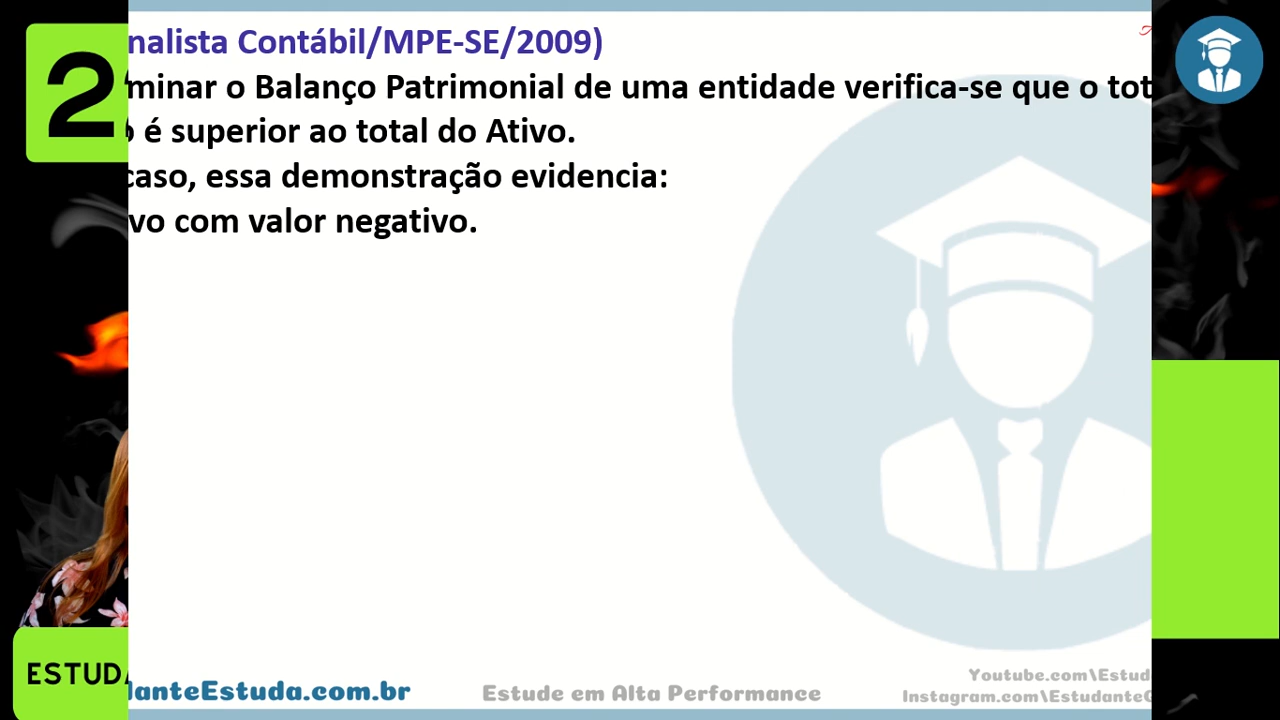 2
nalista Contábil/MPE-SE/2009)
minar o Balanço Patrimonial de uma entidade verifica-se que o tot
é superior ao total do Ativo.
caso, essa demonstração evidencia:
vo com valor negativo.
ESTUD
danteEstuda.com.br
Estude em Alta Performance
Youtube.com\Estud
Instagram.com\Estudante